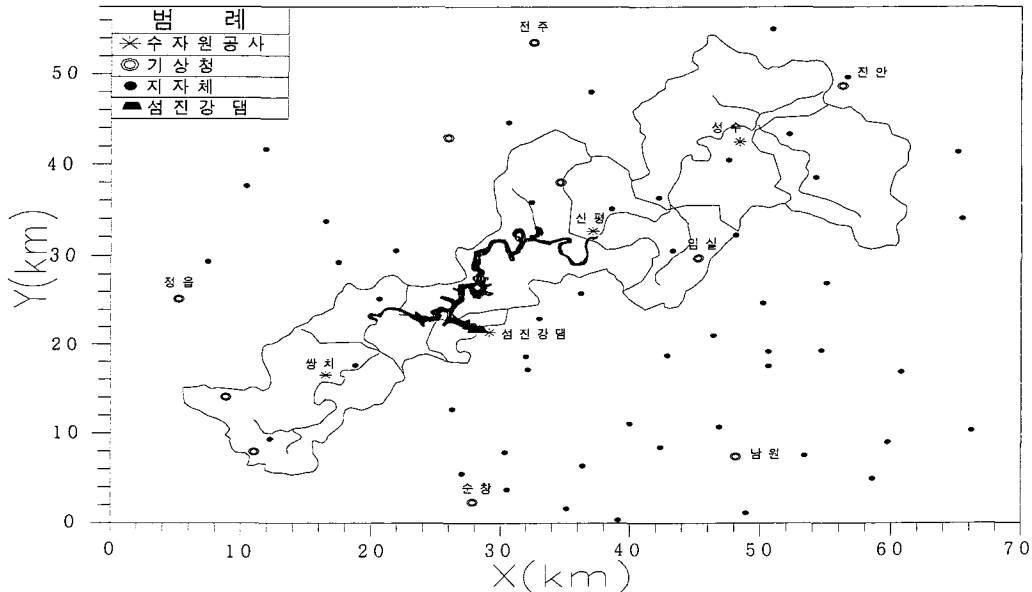 범 례
수자원공사
기상청
지자체
섬진강 댐
전주
진안
성수
신평
임실
정읍
섬진강댐
쌍치
남원
순창
Y(km)
50
40
30
20
10
0
0 10 20 30 40 50 60 70
X(km)